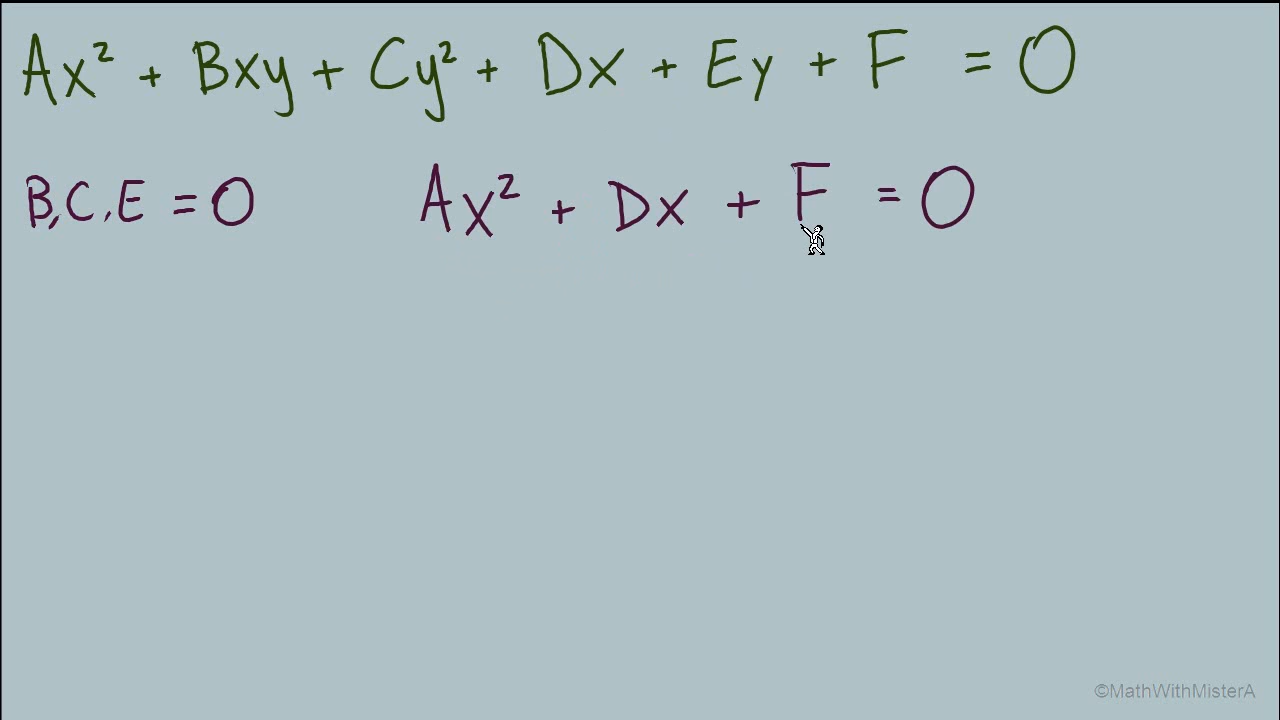 Ax² + Bxy + Cy² + Dx + Ey + F = 0
B, C, E = 0 Ax² + Dx + F = 0
©MathWithMisterA